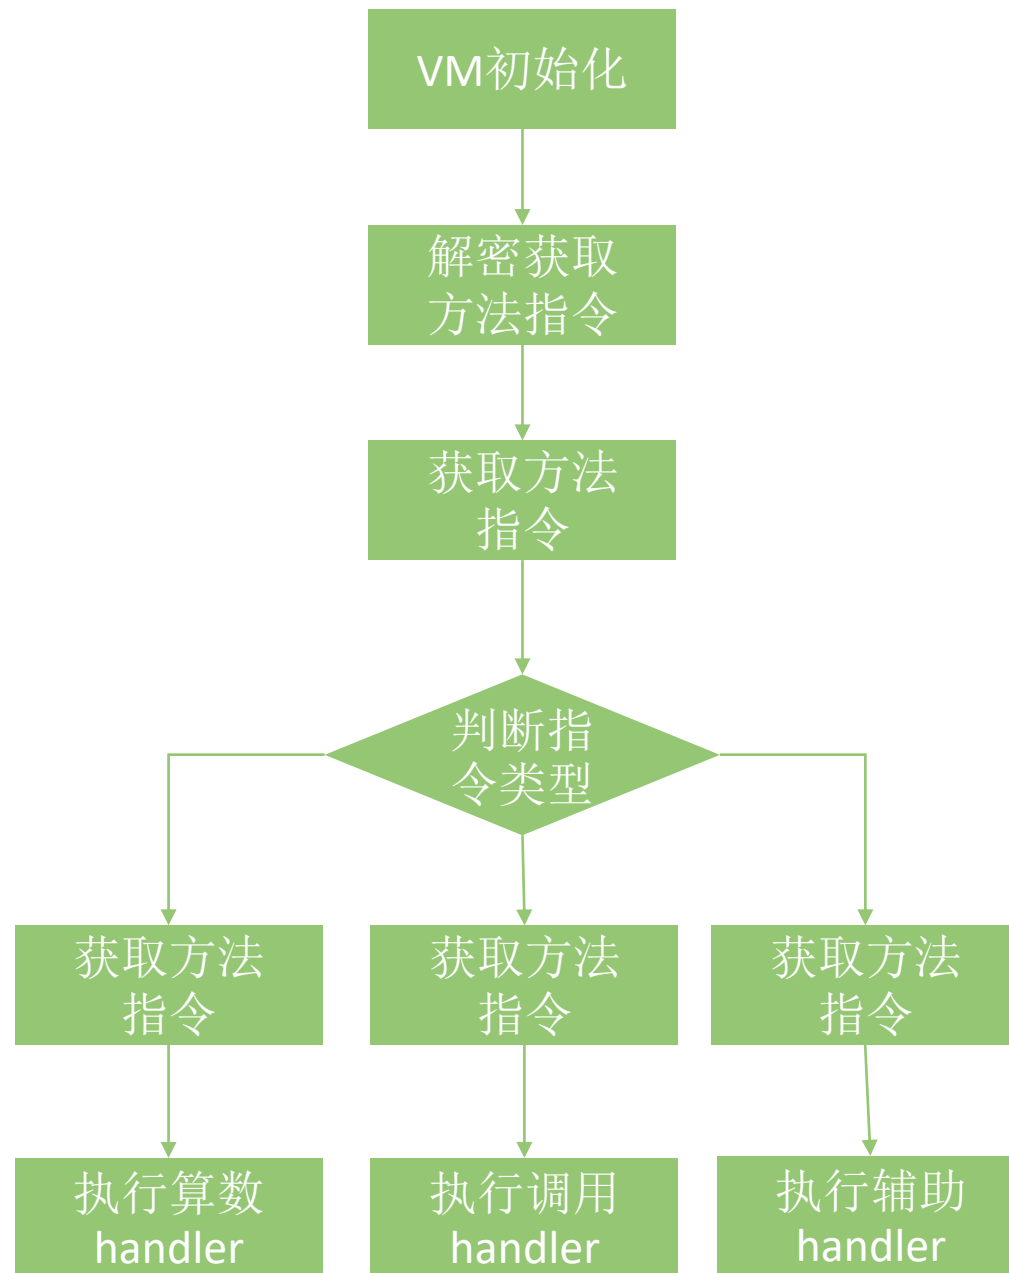 VM初始化
解密获取
方法指令
获取方法
指令
判断指
令类型
获取方法
指令
获取方法
指令
获取方法
指令
执行算数
handler
执行调用
handler
执行辅助
handler